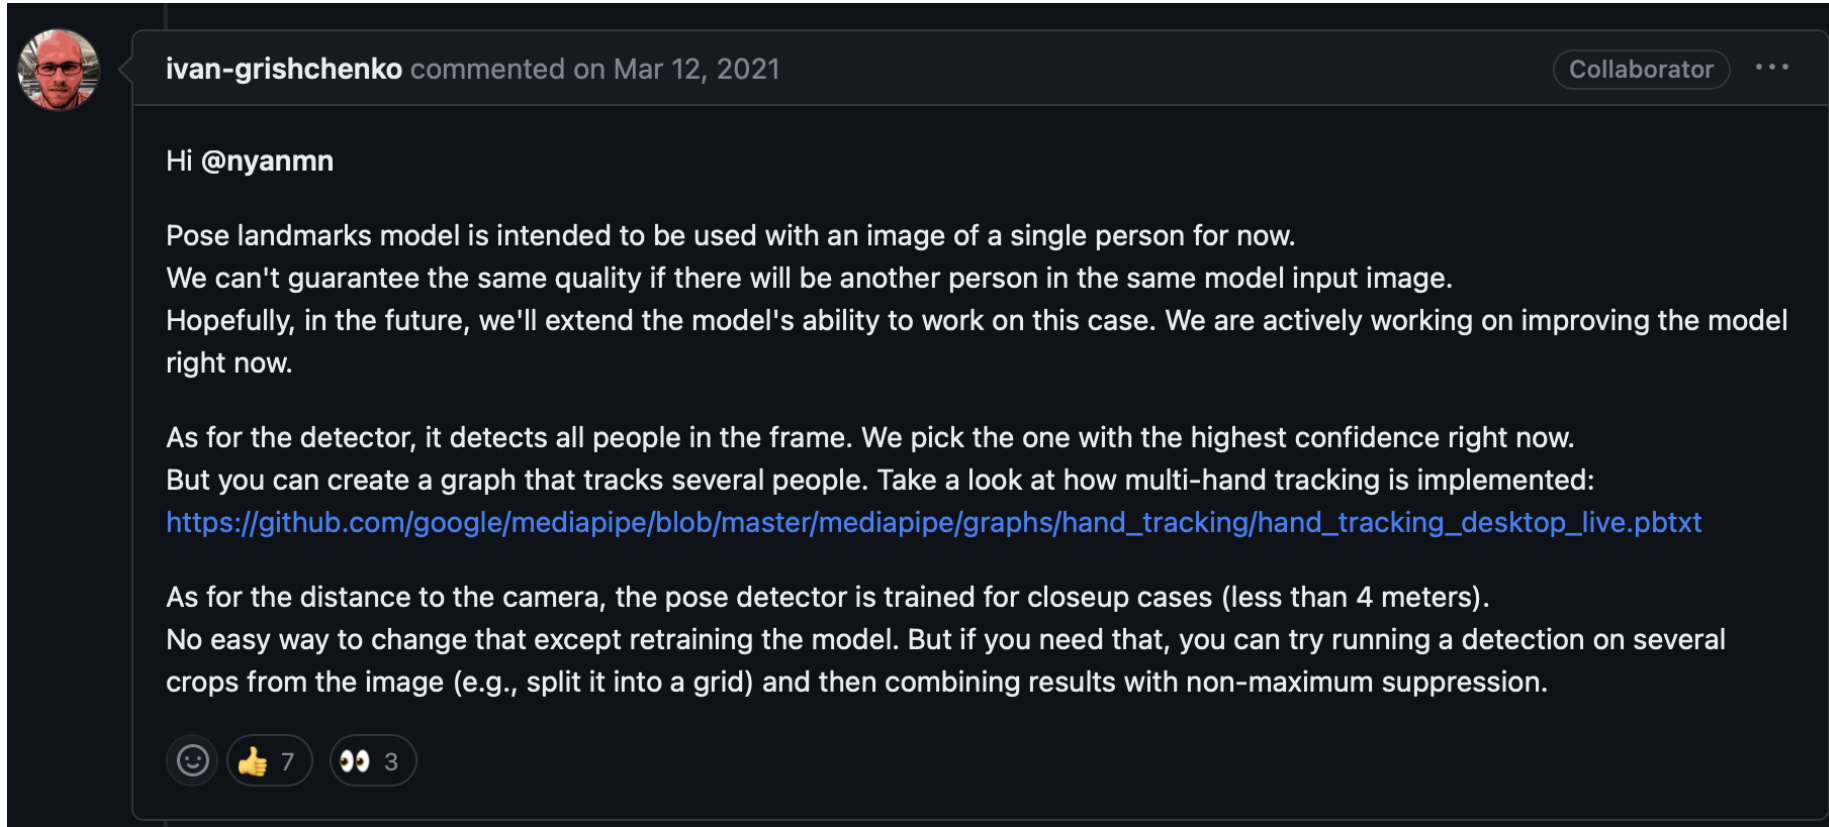 ivan-grishchenko commented on Mar 12, 2021 Collaborator ...
Hi @nyanmn
Pose landmarks model is intended to be used with an image of a single person for now.
We can't guarantee the same quality if there will be another person in the same model input image.
Hopefully, in the future, we'll extend the model's ability to work on this case. We are actively working on improving the model
right now.
As for the detector, it detects all people in the frame. We pick the one with the highest confidence right now.
But you can create a graph that tracks several people. Take a look at how multi-hand tracking is implemented:
https://github.com/google/mediapipe/blob/master/mediapipe/graphs/hand_tracking/hand_tracking_desktop_live.pbtxt
As for the distance to the camera, the pose detector is trained for closeup cases (less than 4 meters).
No easy way to change that except retraining the model. But if you need that, you can try running a detection on several
crops from the image (e.g., split it into a grid) and then combining results with non-maximum suppression.
👍 7 👀 3